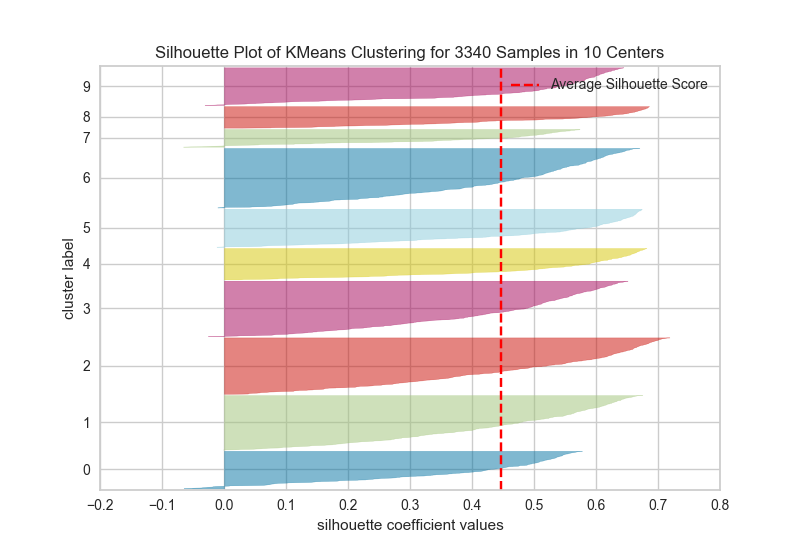 Silhouette Plot of KMeans Clustering for 3340 Samples in 10 Centers
Average Silhouette Score
9
8
7
6
5
4
3
2
1
0
cluster label
−0.2 −0.1 0.0 0.1 0.2 0.3 0.4 0.5 0.6 0.7 0.8
silhouette coefficient values